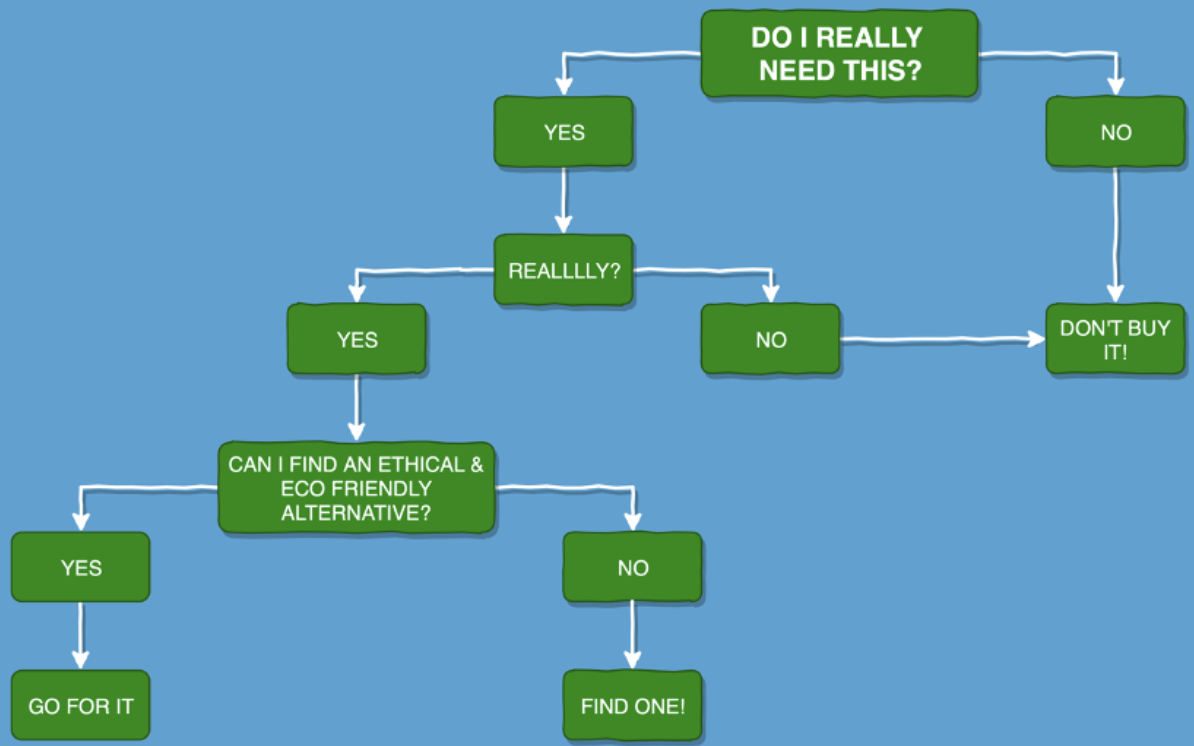 DO I REALLY
NEED THIS?
YES
NO
REALLLLY?
YES
NO
DON'T BUY
IT!
CAN I FIND AN ETHICAL &
ECO FRIENDLY
ALTERNATIVE?
YES
NO
GO FOR IT
FIND ONE!